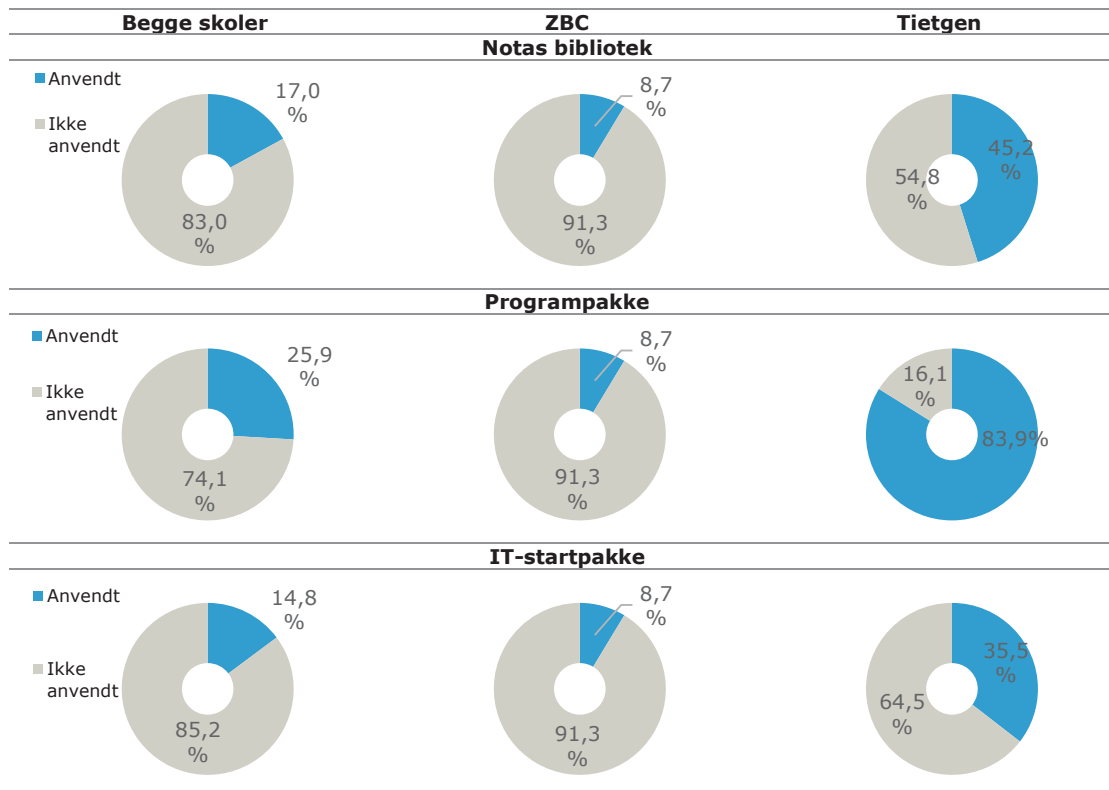 Begge skoler ZBC Tietgen
Notas bibliotek
Anvendt
Ikke
anvendt
17,0
%
83,0
%
8,7
%
91,3
%
45,2
%
54,8
%
Programpakke
Anvendt
Ikke
anvendt
25,9
%
74,1
%
8,7
%
91,3
%
16,1
%
83,9%
IT-startpakke
Anvendt
Ikke
anvendt
14,8
%
85,2
%
8,7
%
91,3
%
35,5
%
64,5
%